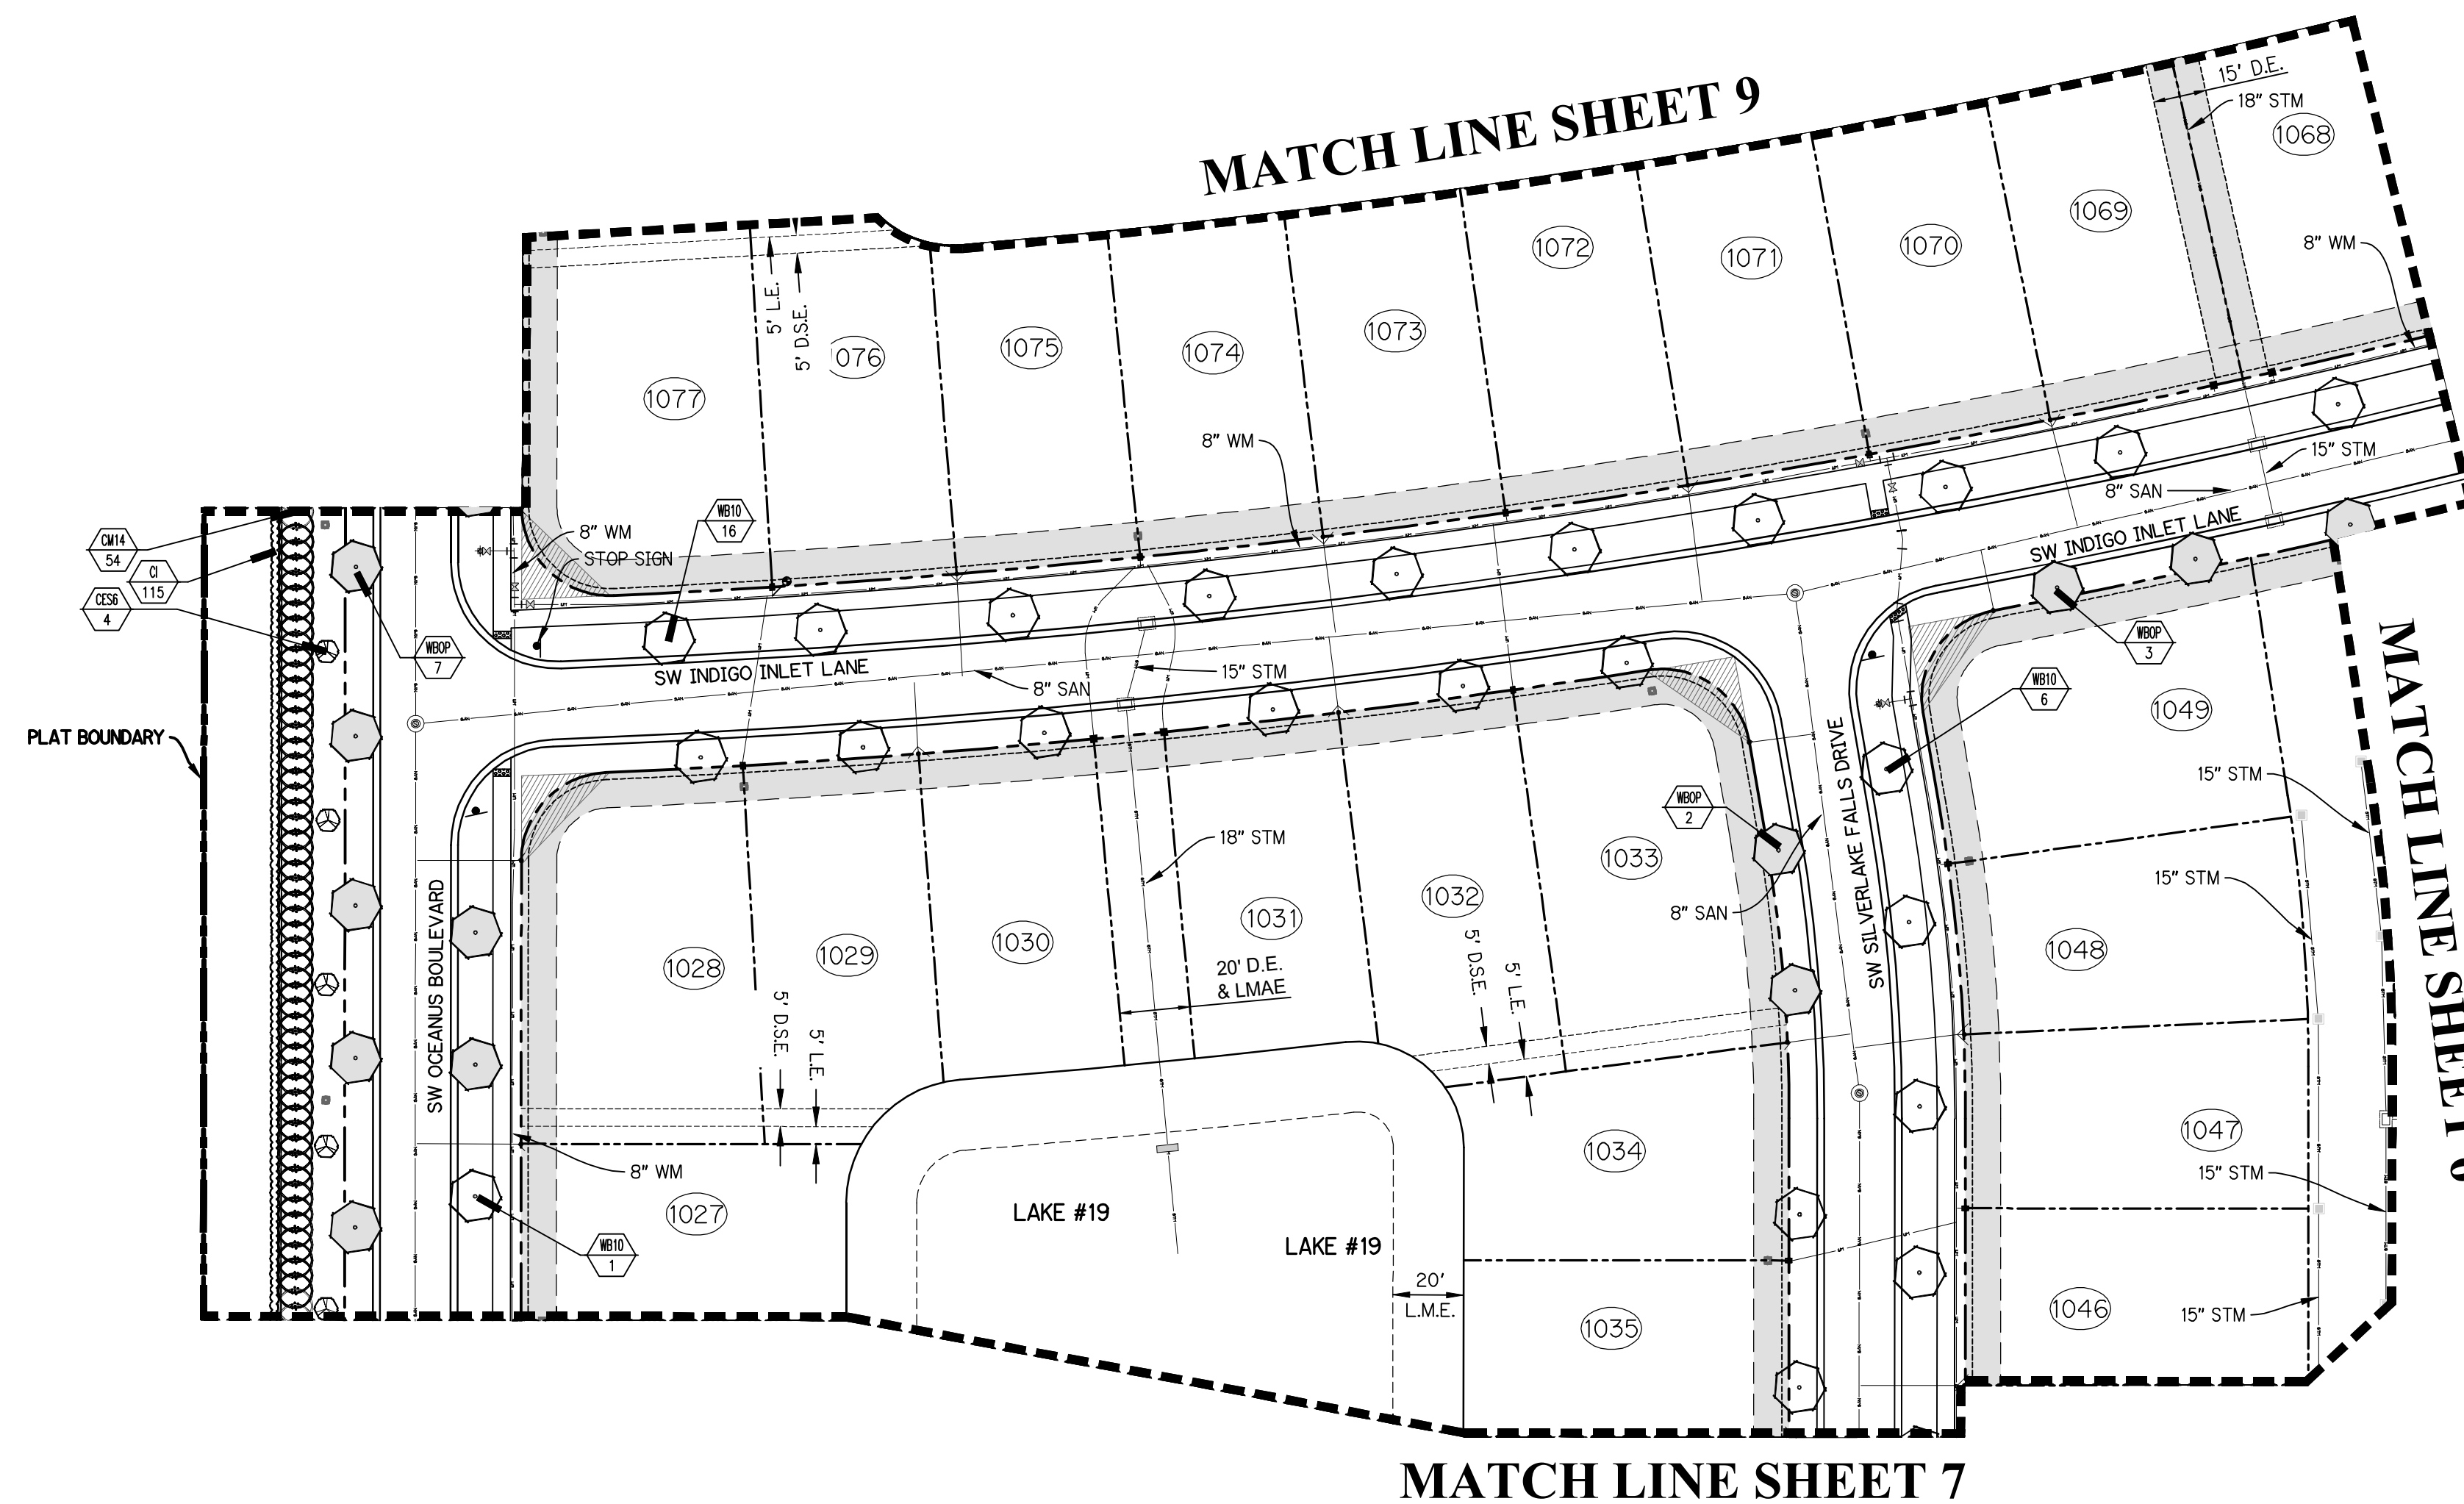 MATCH LINE SHEET 9
15' D.E.
18" STM
1068
1069
1070
1071
1072
1073
1074
1075
076
1077
5' L.E.
5' D.S.E.
8" WM
8" WM
15" STM
8" SAN
SW INDIGO INLET LANE
CM14
54
CI
115
CES6
4
WB10
16
8" WM
STOP SIGN
WBOP
7
SW INDIGO INLET LANE
8" SAN
15" STM
WBOP
3
WB10
6
1049
PLAT BOUNDARY
MATCH LINE SHEET 6
15" STM
WBOP
2
SW SILVERLAKE FALLS DRIVE
18" STM
1033
1032
1031
1030
1029
1028
15" STM
8" SAN
1048
SW OCEANUS BOULEVARD
20' D.E.
& LMAE
5' D.S.E.
5' L.E.
5' D.S.E.
5' L.E.
1034
1047
8" WM
15" STM
1027
LAKE #19
LAKE #19
WB10
1
20'
L.M.E.
1035
1046
15" STM
MATCH LINE SHEET 7